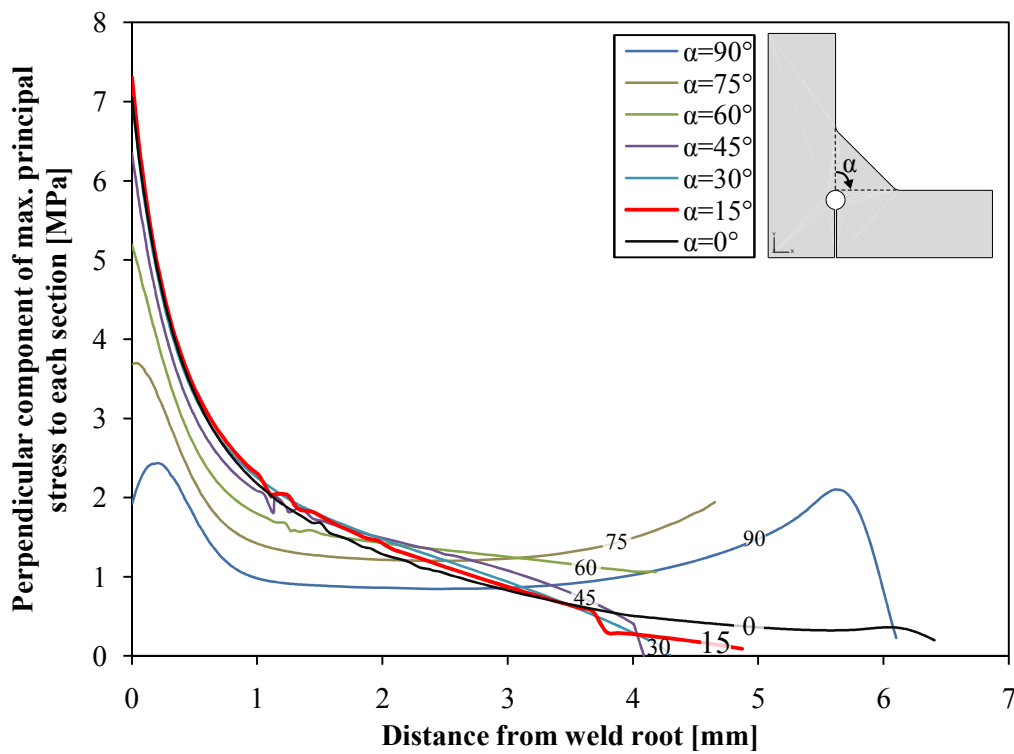 Perpendicular component of max. principal
stress to each section [MPa]
8
7
6
5
4
3
2
1
0
α=90°
α=75°
α=60°
α=45°
α=30°
α=15°
α=0°
α
Y
X
75
90
60
45
0
15
30
0 1 2 3 4 5 6 7
Distance from weld root [mm]